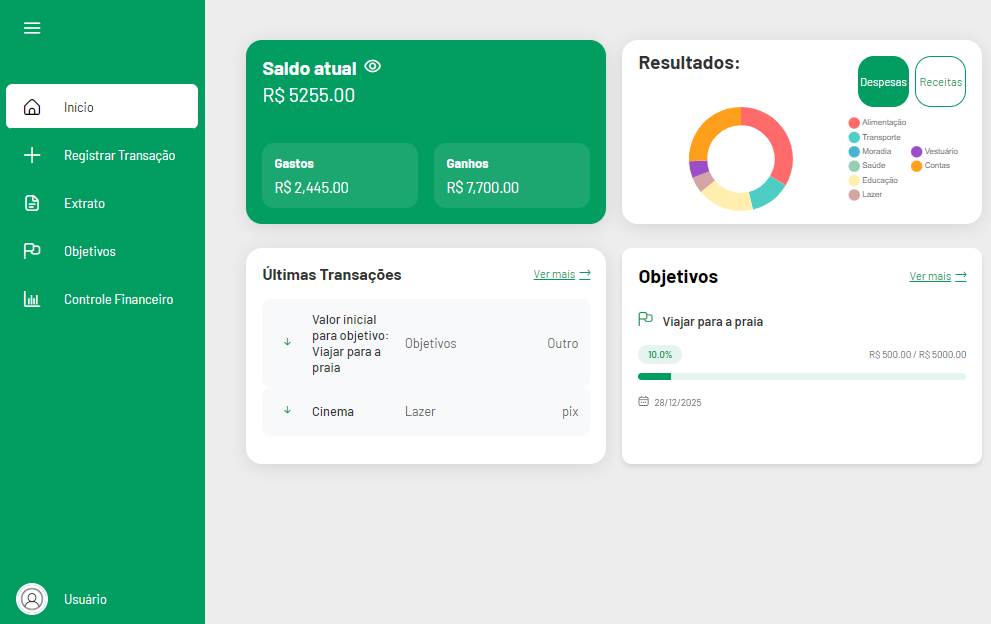 Inicio
Registrar Transação
Extrato
Objetivos
Controle Financeiro
Usuário
Saldo atual
R$ 5255.00
Gastos
R$ 2,445.00
Ganhos
R$ 7,700.00
Resultados:
Despesas
Receitas
Alimentação
Transporte
Moradia
Vestuário
Saúde
Contas
Educação
Lazer
Últimas Transações
Ver mais
Valor inicial
para objetivo:
Viajar para a
praia
Objetivos
Outro
Cinema
Lazer
pix
Objetivos
Ver mais
Viajar para a praia
10.0%
R$ 500.00 / R$ 5000.00
28/12/2025